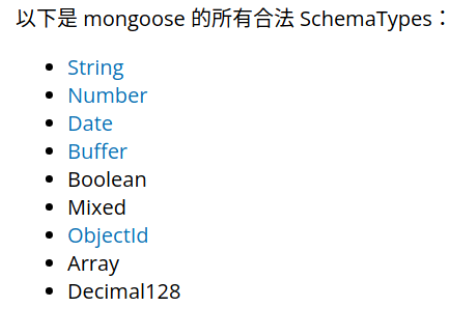 以下是 mongoose 的所有合法 SchemaTypes：
• String
• Number
• Date
• Buffer
• Boolean
• Mixed
• ObjectId
• Array
• Decimal128